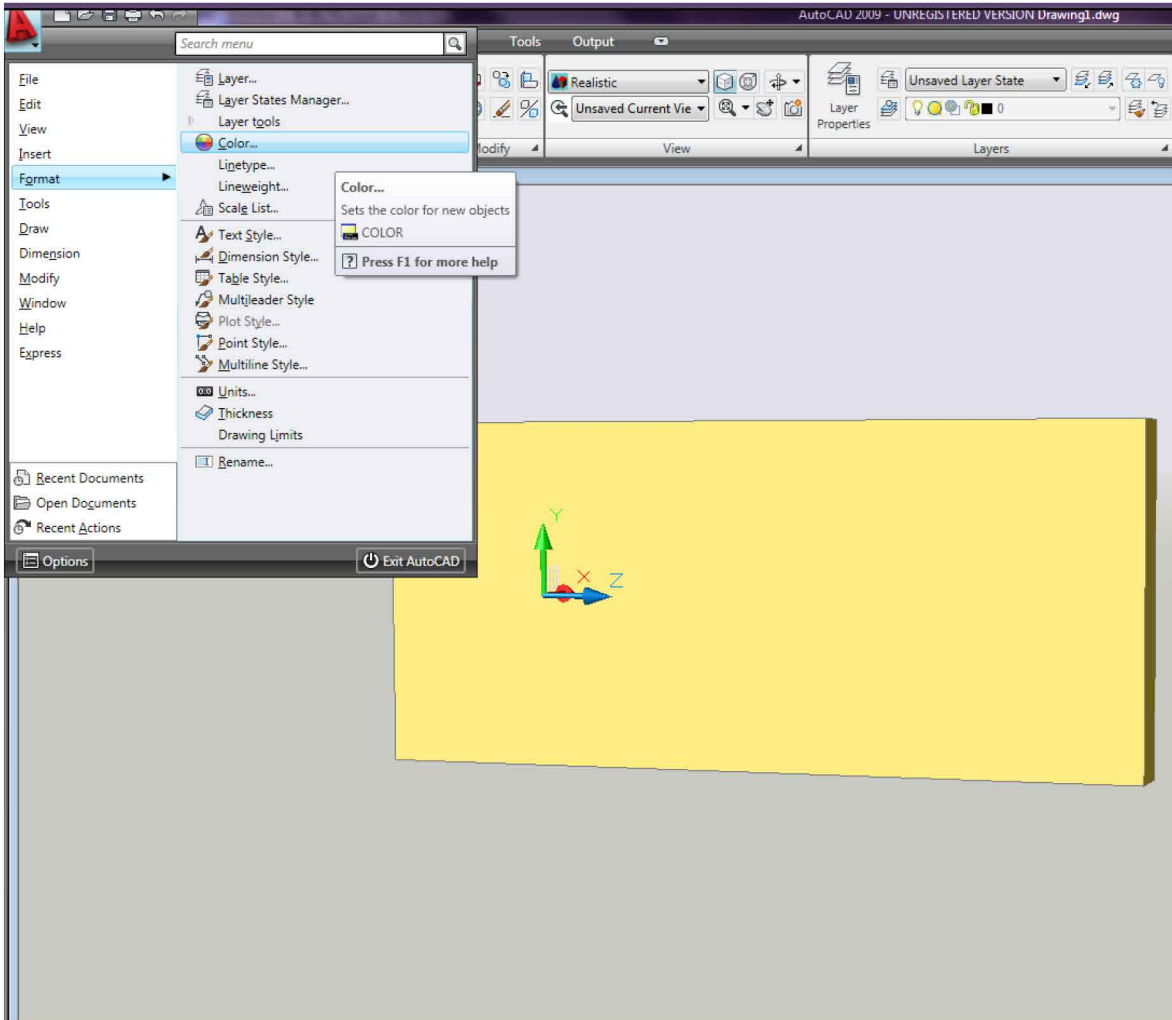 AutoCAD 2009 - UNREGISTERED VERSION Drawing1.dwg
Search menu
Tools Output
File
Edit
View
Insert
Format
Tools
Draw
Dimension
Modify
Window
Help
Express
Recent Documents
Open Documents
Recent Actions
Options
Exit AutoCAD
Layer...
Layer States Manager...
Layer tools
Color...
Linetype...
Lineweight...
Scale List...
Text Style...
Dimension Style...
Table Style...
Multileader Style
Plot Style...
Point Style...
Multiline Style...
Units...
Thickness
Drawing Limits
Rename...
Color...
Sets the color for new objects
COLOR
? Press F1 for more help
Realistic
Unsaved Current Vie
odify
View
Layer
Properties
Unsaved Layer State
0
Layers
Y
X
Z